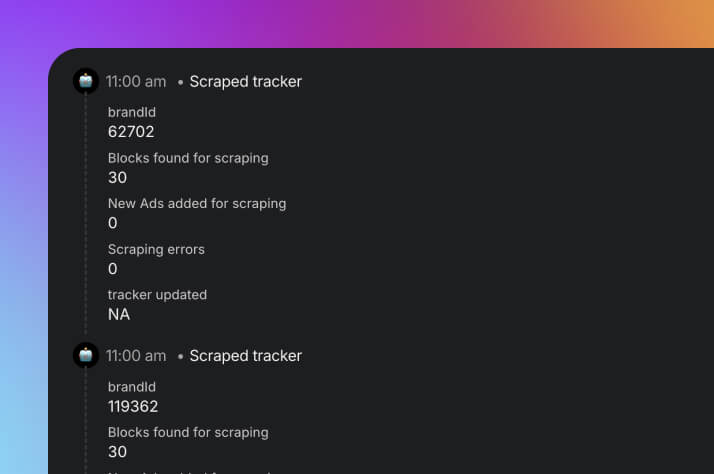 11:00 am • Scraped tracker
brandId
62702
Blocks found for scraping
30
New Ads added for scraping
0
Scraping errors
0
tracker updated
NA
11:00 am • Scraped tracker
brandId
119362
Blocks found for scraping
30